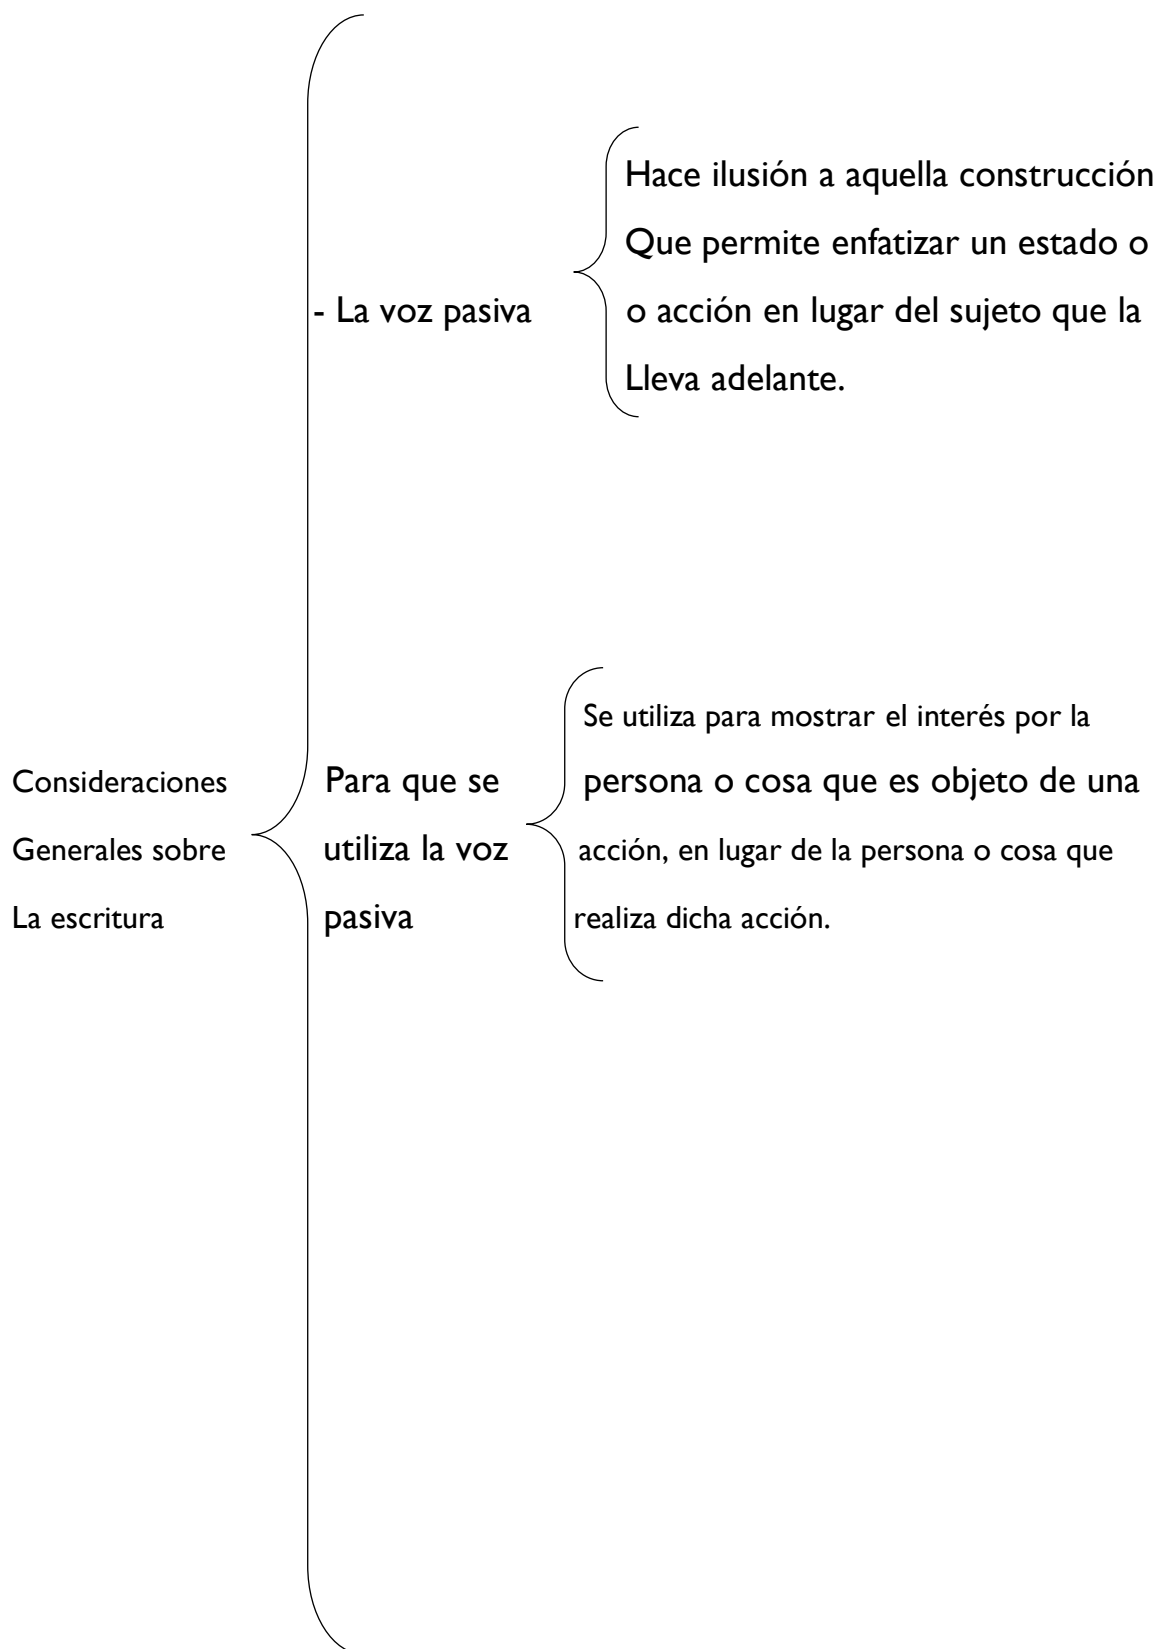 Hace ilusión a aquella construcción
Que permite enfatizar un estado o
- La voz pasiva
o acción en lugar del sujeto que la
Lleva adelante.
Consideraciones
Generales sobre
La escritura
Para que se
utiliza la voz
pasiva
Se utiliza para mostrar el interés por la
persona o cosa que es objeto de una
acción, en lugar de la persona o cosa que
realiza dicha acción.